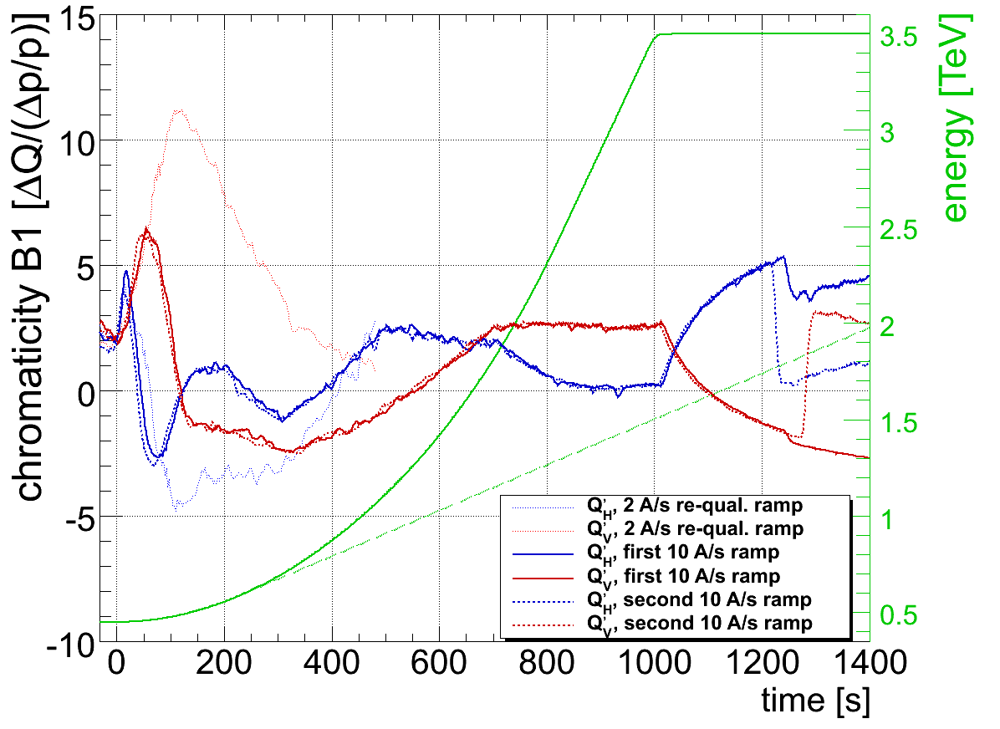 chromaticity B1 [ΔQ/(Δp/p)]
15
10
5
0
-5
-10
0 200 400 600 800 1000 1200 1400
time [s]
energy [TeV]
3.5
3
2.5
2
1.5
1
0.5
Q'H, 2 A/s re-qual. ramp
Q'V, 2 A/s re-qual. ramp
Q'H, first 10 A/s ramp
Q'V, first 10 A/s ramp
Q'H, second 10 A/s ramp
Q'V, second 10 A/s ramp